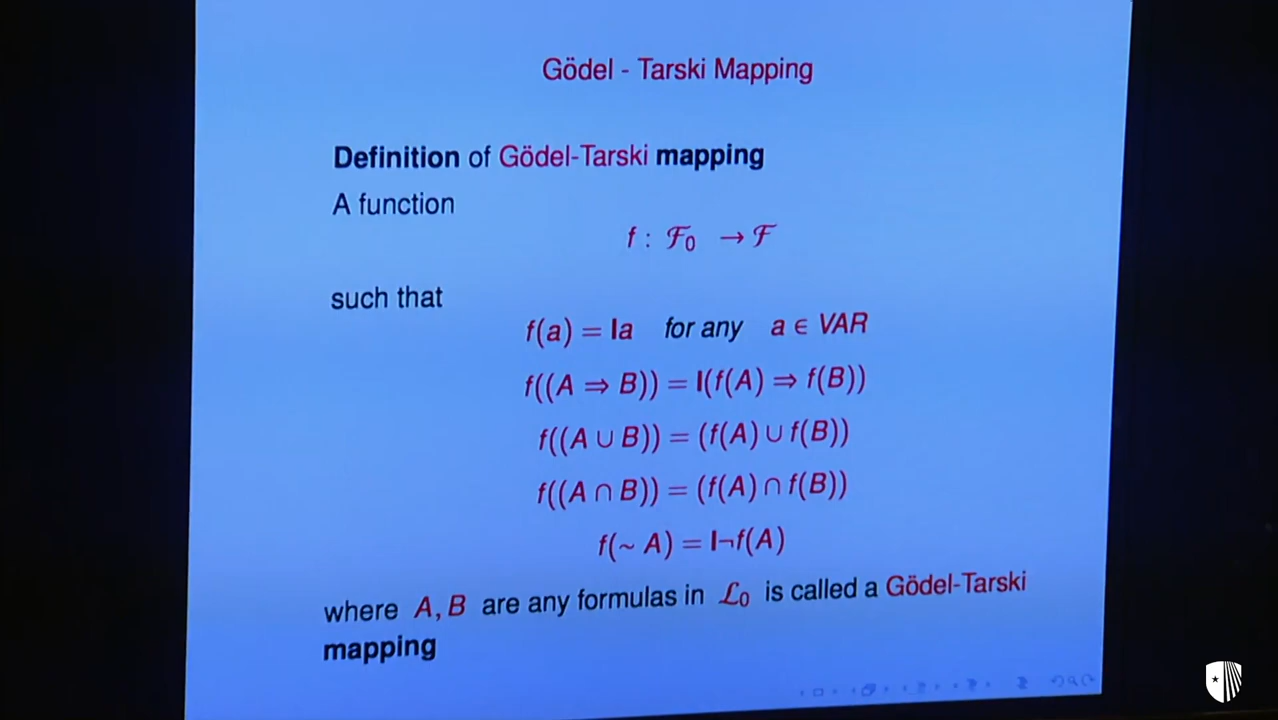 Gödel - Tarski Mapping
Definition of Gödel-Tarski mapping
A function
f : ℱ₀ → ℱ
such that
f(a) = Ia for any a ∈ VAR
f((A ⇒ B)) = I(f(A) ⇒ f(B))
f((A ∪ B)) = (f(A) ∪ f(B))
f((A ∩ B)) = (f(A) ∩ f(B))
f(∼ A) = I¬f(A)
where A, B are any formulas in ℒ₀ is called a Gödel-Tarski
mapping